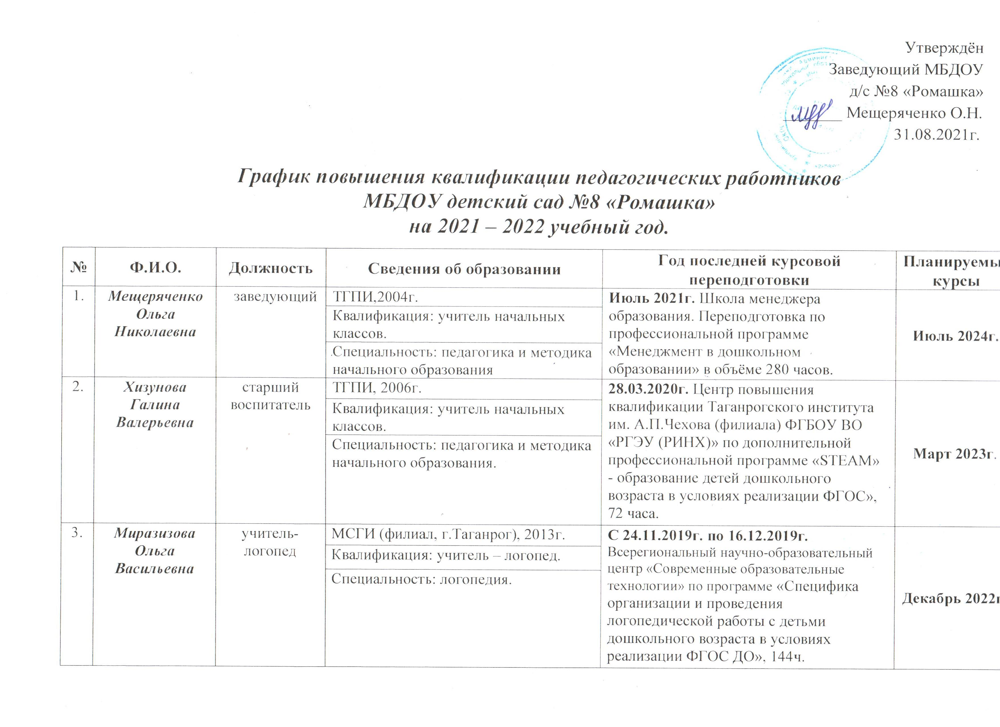 Утверждён
Заведующий МБДОУ
д/с №8 «Ромашка»
Мещеряченко О.Н.
31.08.2021г.
График повышения квалификации педагогических работников
МБДОУ детский сад №8 «Ромашка»
на 2021 – 2022 учебный год.
№
Ф.И.О.
Должность
Сведения об образовании
Год последней курсовой
переподготовки
Планируемы
курсы
1.
Мещеряченко
Ольга
Николаевна
заведующий
ТГПИ,2004г.
Квалификация: учитель начальных
классов.
Специальность: педагогика и методика
начального образования
Июль 2021г. Школа менеджера
образования. Переподготовка по
профессиональной программе
«Менеджмент в дошкольном
образовании» в объёме 280 часов.
Июль 2024г.
2.
Хизунова
Галина
Валерьевна
старший
воспитатель
ТГПИ, 2006г.
Квалификация: учитель начальных
классов.
Специальность: педагогика и методика
начального образования.
28.03.2020г. Центр повышения
квалификации Таганрогского института
им. А.П.Чехова (филиала) ФГБОУ ВО
«РГЭУ (РИНХ)» по дополнительной
профессиональной программе «STEAM»
- образование детей дошкольного
возраста в условиях реализации ФГОС»,
72 часа.
Март 2023г.
3.
Миразизова
Ольга
Васильевна
учитель-
логопед
МСГИ (филиал, г.Таганрог), 2013г.
Квалификация: учитель – логопед.
Специальность: логопедия.
С 24.11.2019г. по 16.12.2019г.
Всерегиональный научно-образовательный
центр «Современные образовательные
технологии» по программе «Специфика
организации и проведения
логопедической работы с детьми
дошкольного возраста в условиях
реализации ФГОС ДО», 144ч.
Декабрь 2022г